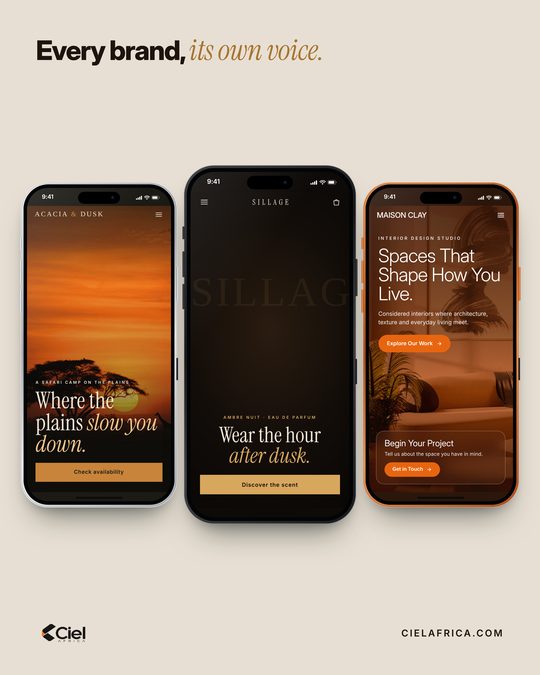 Every brand, its own voice.
9:41
ACACIA & DUSK
A SAFARI CAMP ON THE PLAINS
Where the
plains slow you
down.
Check availability
9:41
SILLAGE
SILLAG
AMBRE NUIT · EAU DE PARFUM
Wear the hour
after dusk.
Discover the scent
9:41
MAISON CLAY
INTERIOR DESIGN STUDIO
Spaces That
Shape How You
Live.
Considered interiors where architecture,
texture and everyday living meet.
Explore Our Work →
Begin Your Project
Tell us about the space you have in mind.
Get in Touch →
Ciel
AFRICA
CIELAFRICA.COM